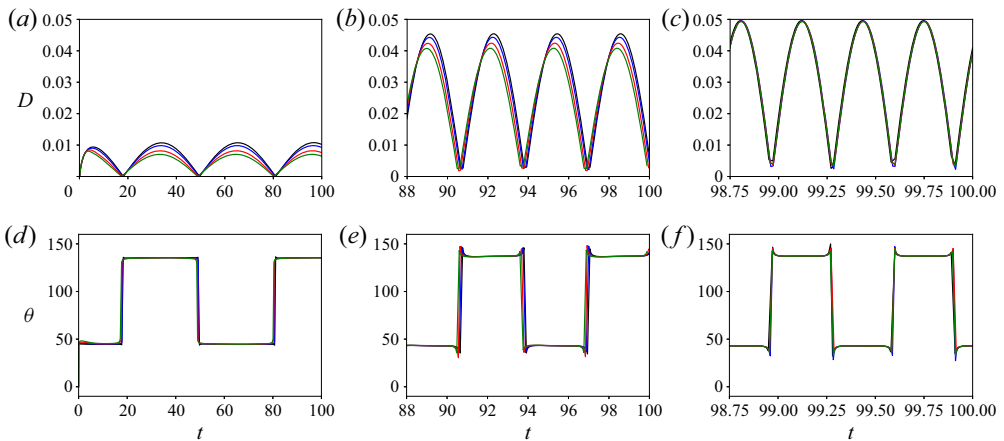 (a) (b) (c)
0.05 0.05 0.05
0.04 0.04 0.04
0.03 0.03 0.03
D
0.02 0.02 0.02
0.01 0.01 0.01
0 0 20 40 60 80 100 88 90 92 94 96 98 100 98.75 99.00 99.25 99.50 99.75 100.00
(d) (e) (f)
150 150 150
100 100 100
θ
50 50 50
0 0 0
0 20 40 60 80 100 88 90 92 94 96 98 100 98.75 99.00 99.25 99.50 99.75 100.00
t t t